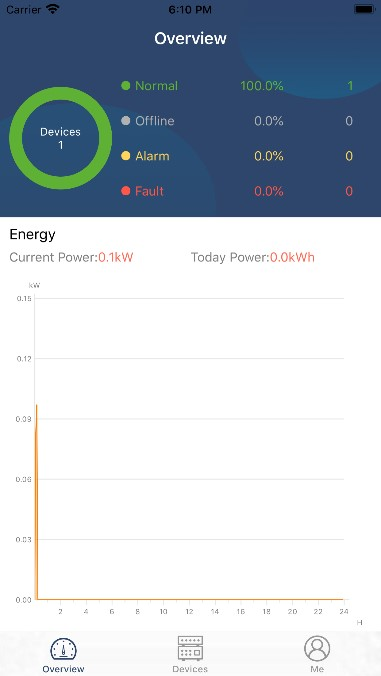 Carrier 6:10 PM
Overview
Devices
1
Normal 100.0% 1
Offline 0.0% 0
Alarm 0.0% 0
Fault 0.0% 0
Energy
Current Power:0.1kW Today Power:0.0kWh
kW
0.15
0.12
0.09
0.06
0.03
0.00
2 4 6 8 10 12 14 16 18 20 22 24
H
Overview Devices Me